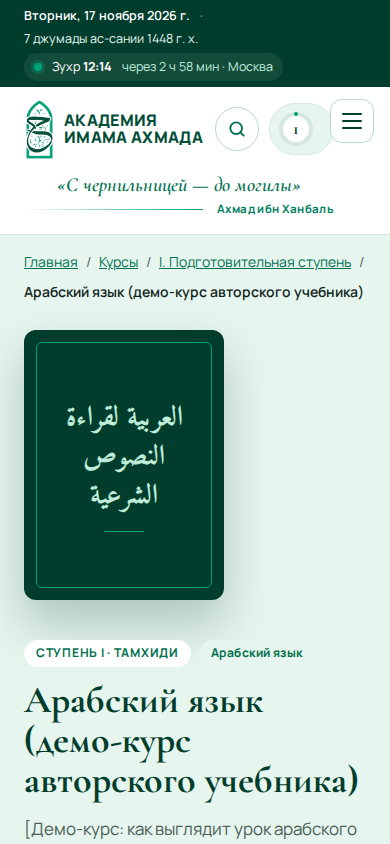 Вторник, 17 ноября 2026 г. ·
7 джумады ас-сании 1448 г. х.
Зухр 12:14 через 2 ч 58 мин · Москва
АКАДЕМИЯ
ИМАМА АХМАДА
I
«С чернильницей — до могилы»
Ахмад ибн Ханбаль
Главная / Курсы / I. Подготовительная ступень /
Арабский язык (демо-курс авторского учебника)
العربية لقراءة
النصوص
الشرعية
СТУПЕНЬ I · ТАМХИДИ Арабский язык
Арабский язык
(демо-курс
авторского учебника)
[Демо-курс: как выглядит урок арабского